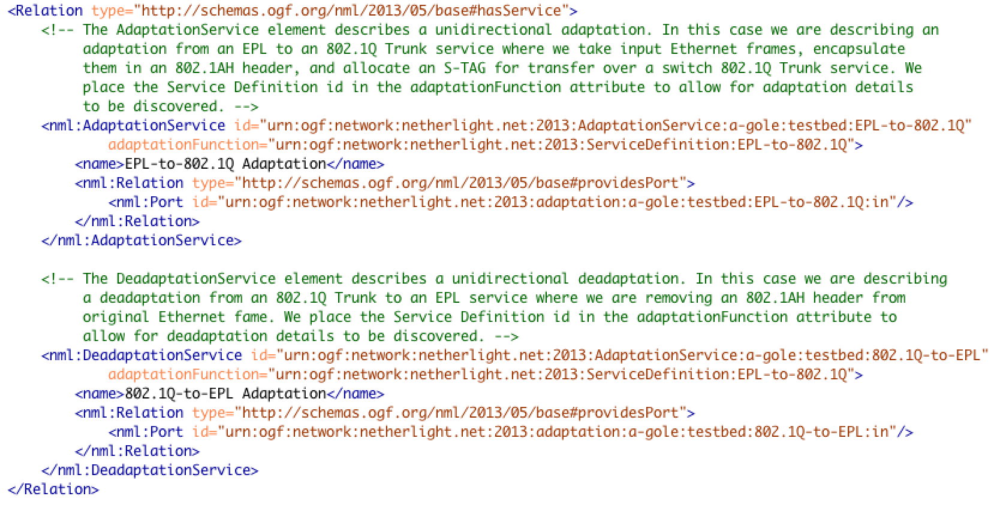 <Relation type="http://schemas.ogf.org/nml/2013/05/base#hasService">
<!-- The AdaptationService element describes a unidirectional adaptation. In this case we are describing an
adaptation from an EPL to an 802.1Q Trunk service where we take input Ethernet frames, encapsulate
them in an 802.1AH header, and allocate an S-TAG for transfer over a switch 802.1Q Trunk service. We
place the Service Definition id in the adaptationFunction attribute to allow for adaptation details
to be discovered. -->
<nml:AdaptationService id="urn:ogf:network:netherlight.net:2013:AdaptationService:a-gole:testbed:EPL-to-802.1Q"
adaptationFunction="urn:ogf:network:netherlight.net:2013:ServiceDefinition:EPL-to-802.1Q">
<name>EPL-to-802.1Q Adaptation</name>
<nml:Relation type="http://schemas.ogf.org/nml/2013/05/base#providesPort">
<nml:Port id="urn:ogf:network:netherlight.net:2013:adaptation:a-gole:testbed:EPL-to-802.1Q:in"/>
</nml:Relation>
</nml:AdaptationService>
<!-- The DeadaptationService element describes a unidirectional deadaptation. In this case we are describing
a deadaptation from an 802.1Q Trunk to an EPL service where we are removing an 802.1AH header from
original Ethernet fame. We place the Service Definition id in the adaptationFunction attribute to
allow for deadaptation details to be discovered. -->
<nml:DeadaptationService id="urn:ogf:network:netherlight.net:2013:AdaptationService:a-gole:testbed:802.1Q-to-EPL"
adaptationFunction="urn:ogf:network:netherlight.net:2013:ServiceDefinition:EPL-to-802.1Q">
<name>802.1Q-to-EPL Adaptation</name>
<nml:Relation type="http://schemas.ogf.org/nml/2013/05/base#providesPort">
<nml:Port id="urn:ogf:network:netherlight.net:2013:adaptation:a-gole:testbed:802.1Q-to-EPL:in"/>
</nml:Relation>
</nml:DeadaptationService>
</Relation>